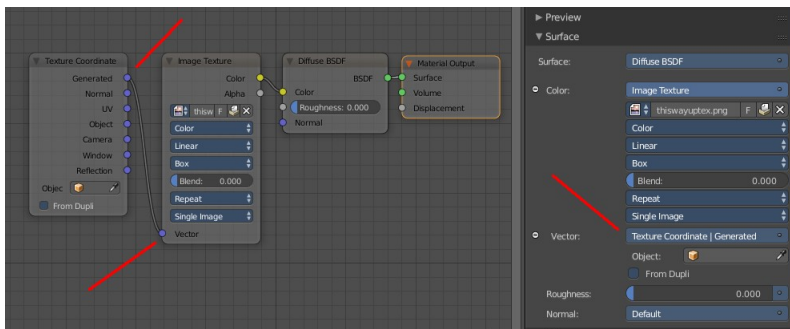 Texture Coordinate
Generated
Normal
UV
Object
Camera
Window
Reflection
Objec
From Dupli
Image Texture
Color
Alpha
thisw F
Color
Linear
Box
Blend: 0.000
Repeat
Single Image
Vector
Diffuse BSDF
BSDF
Color
Roughness: 0.000
Normal
Material Output
Surface
Volume
Displacement
Preview
Surface
Surface: Diffuse BSDF
Color: Image Texture
thiswayuptex.png F
Color
Linear
Box
Blend: 0.000
Repeat
Single Image
Vector: Texture Coordinate | Generated
Object:
From Dupli
Roughness: 0.000
Normal: Default